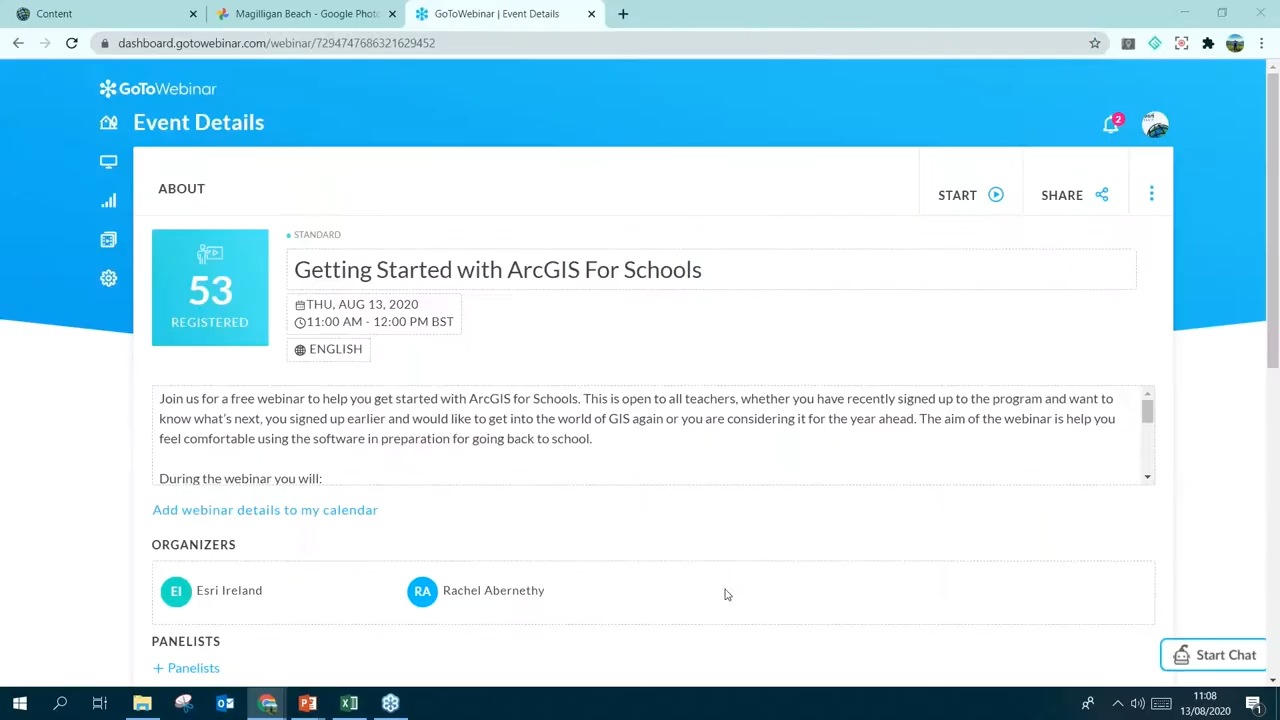 Content
Magilligan Beach - Google Phot
GoToWebinar | Event Details
dashboard.gotowebinar.com/webinar/7294747686321629452
GoToWebinar
Event Details
2
ABOUT
START
SHARE
STANDARD
53
REGISTERED
Getting Started with ArcGIS For Schools
THU, AUG 13, 2020
11:00 AM - 12:00 PM BST
ENGLISH
Join us for a free webinar to help you get started with ArcGIS for Schools. This is open to all teachers, whether you have recently signed up to the program and want to
know what's next, you signed up earlier and would like to get into the world of GIS again or you are considering it for the year ahead. The aim of the webinar is help you
feel comfortable using the software in preparation for going back to school.
During the webinar you will:
Add webinar details to my calendar
ORGANIZERS
EI Esri Ireland
RA Rachel Abernethy
PANELISTS
+ Panelists
Start Chat
11:08
13/08/2020
1